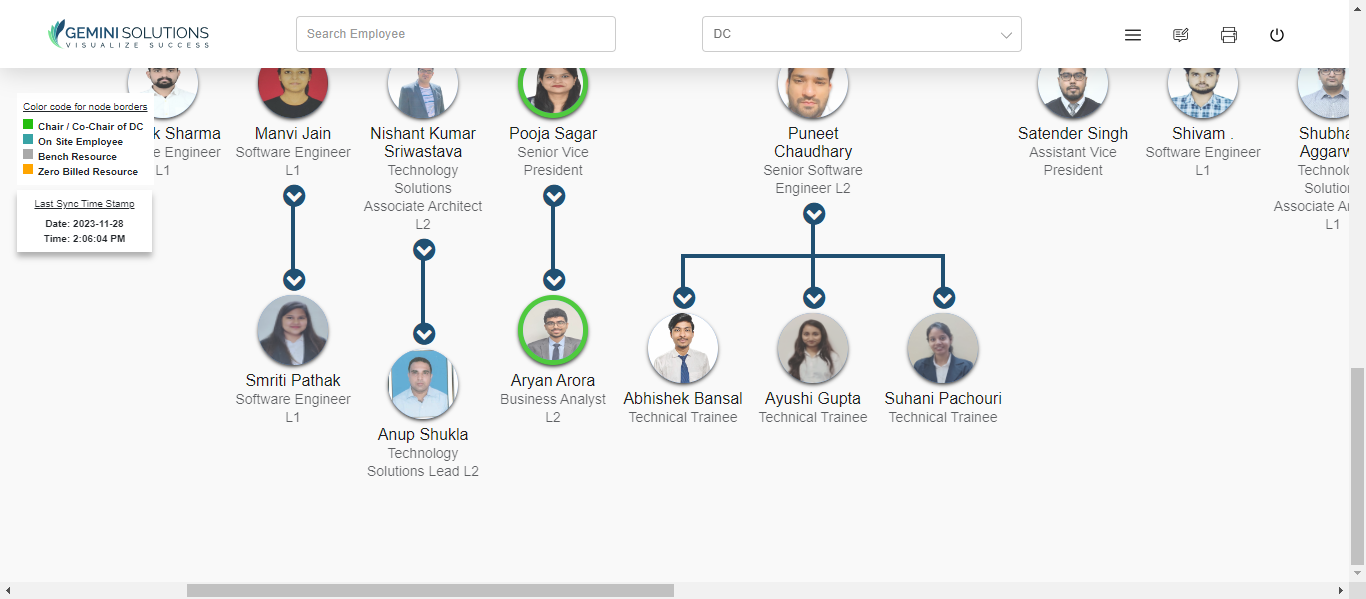 GEMINI SOLUTIONS
VISUALIZE SUCCESS
Search Employee
DC
Color code for node borders
Chair / Co-Chair of DC
On Site Employee
Bench Resource
Zero Billed Resource
Last Sync Time Stamp
Date: 2023-11-28
Time: 2:06:04 PM
k Sharma
e Engineer
L1
Manvi Jain
Software Engineer
L1
Nishant Kumar
Sriwastava
Technology
Solutions
Associate Architect
L2
Pooja Sagar
Senior Vice
President
Puneet
Chaudhary
Senior Software
Engineer L2
Satender Singh
Assistant Vice
President
Shivam .
Software Engineer
L1
Shubha
Aggarw
Technolo
Solution
Associate Ar
L1
Smriti Pathak
Software Engineer
L1
Anup Shukla
Technology
Solutions Lead L2
Aryan Arora
Business Analyst
L2
Abhishek Bansal
Technical Trainee
Ayushi Gupta
Technical Trainee
Suhani Pachouri
Technical Trainee